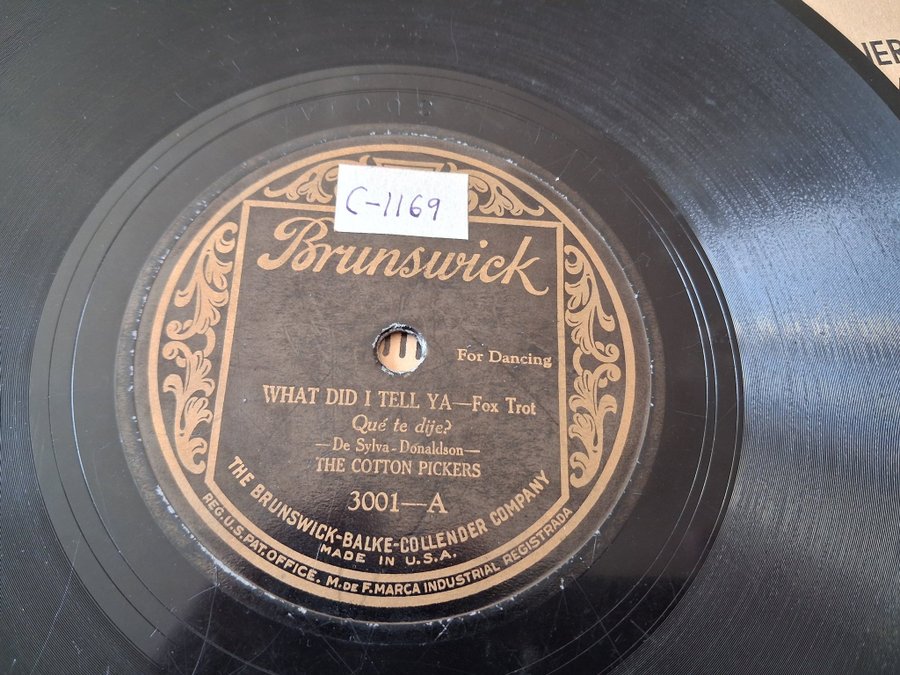 C-1169
Brunswick
For Dancing
WHAT DID I TELL YA—Fox Trot
Qué te dije?
—De Sylva-Donaldson—
THE COTTON PICKERS
3001—A
THE BRUNSWICK-BALKE-COLLENDER COMPANY
MADE IN U.S.A.
REG.U.S.PAT.OFFICE. M.DE F.MARCA INDUSTRIAL REGISTRADA